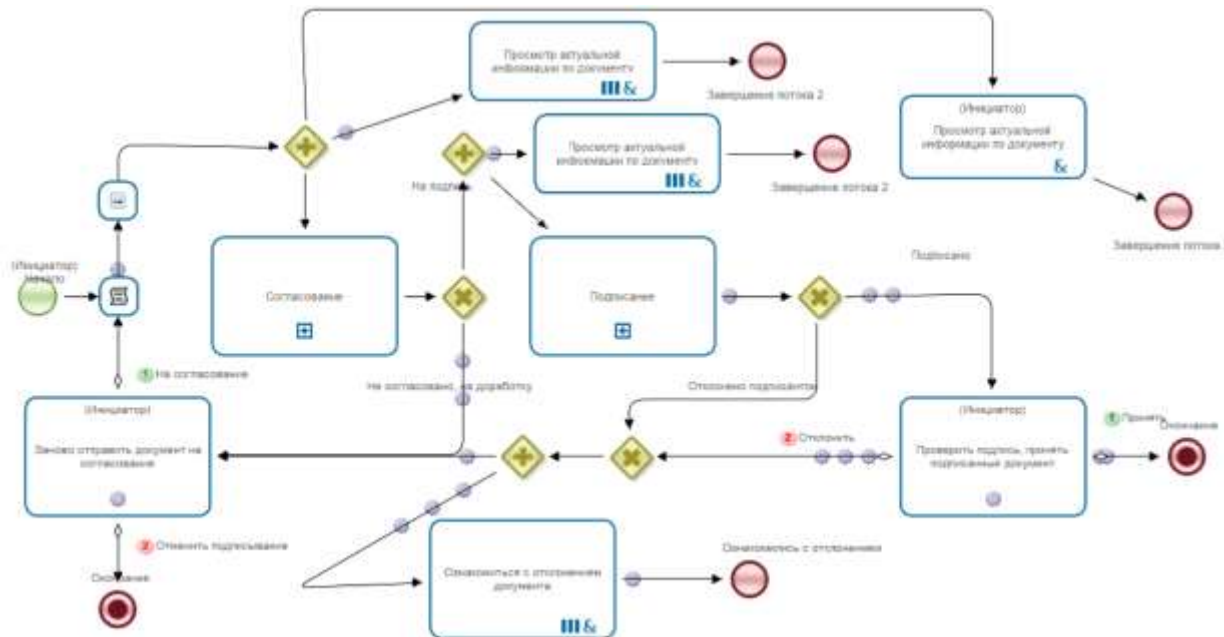 Просмотр актуальной
информации по документу
Завершение потока 2
(Инициатор)
Просмотр актуальной
информации по документу
Завершение потока
Просмотр актуальной
информации по документу
Завершение потока 2
На подпись
(Инициатор)
Начало
Согласование
Подписание
Подписано
1 На согласование
Не согласовано, на доработку
Отклонено подписантом
(Инициатор)
Заново отправить документ на
согласование
2 Отклонить
(Инициатор)
Проверить подпись, принять
подписанный документ
1 Принять
Окончание
2 Отменить подписывание
Окончание
Ознакомиться с отклонением
документа
Ознакомились с отклонением